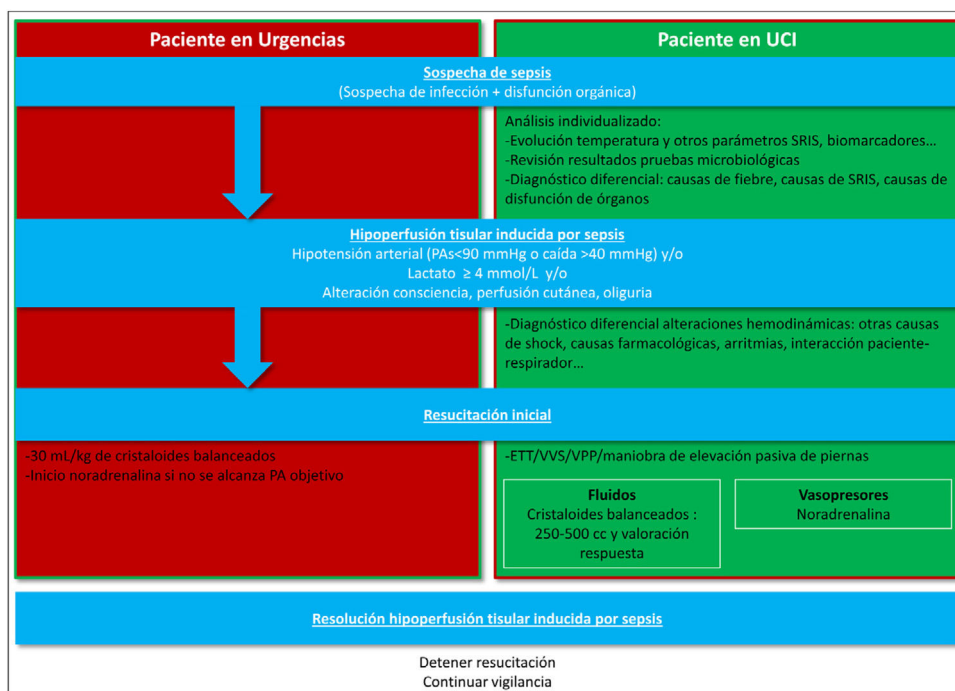 Paciente en Urgencias
Paciente en UCI
Sospecha de sepsis
(Sospecha de infección + disfunción orgánica)
Análisis individualizado:
-Evolución temperatura y otros parámetros SRIS, biomarcadores...
-Revisión resultados pruebas microbiológicas
-Diagnóstico diferencial: causas de fiebre, causas de SRIS, causas de
disfunción de órganos
Hipoperfusión tisular inducida por sepsis
Hipotensión arterial (PAs<90 mmHg o caída >40 mmHg) y/o
Lactato ≥ 4 mmol/L y/o
Alteración consciencia, perfusión cutánea, oliguria
-Diagnóstico diferencial alteraciones hemodinámicas: otras causas
de shock, causas farmacológicas, arritmias, interacción paciente-
respirador...
Resucitación inicial
-30 mL/kg de cristaloides balanceados
-Inicio noradrenalina si no se alcanza PA objetivo
-ETT/VVS/VPP/maniobra de elevación pasiva de piernas
Fluidos
Cristaloides balanceados :
250-500 cc y valoración
respuesta
Vasopresores
Noradrenalina
Resolución hipoperfusión tisular inducida por sepsis
Detener resucitación
Continuar vigilancia